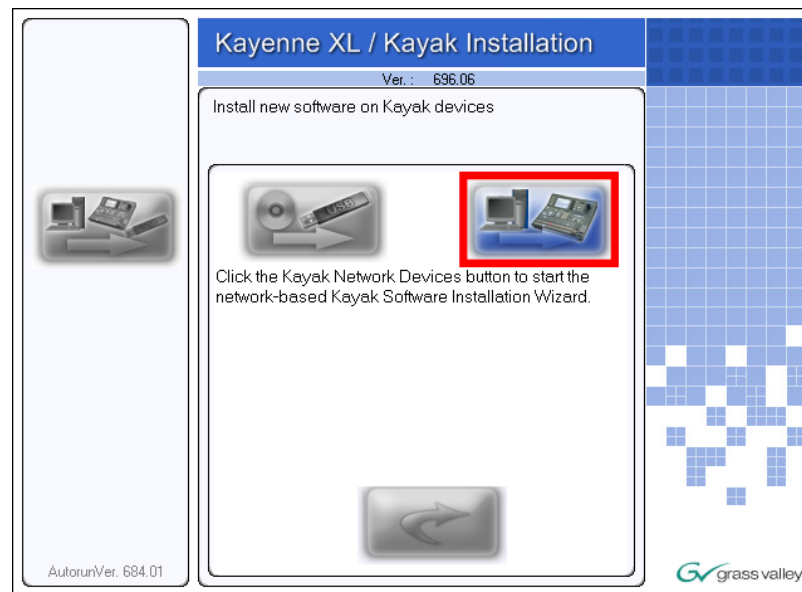 Kayenne XL / Kayak Installation
Ver. : 696.06
Install new software on Kayak devices
USB
Click the Kayak Network Devices button to start the
network-based Kayak Software Installation Wizard.
AutorunVer. 684.01
GV grass valley